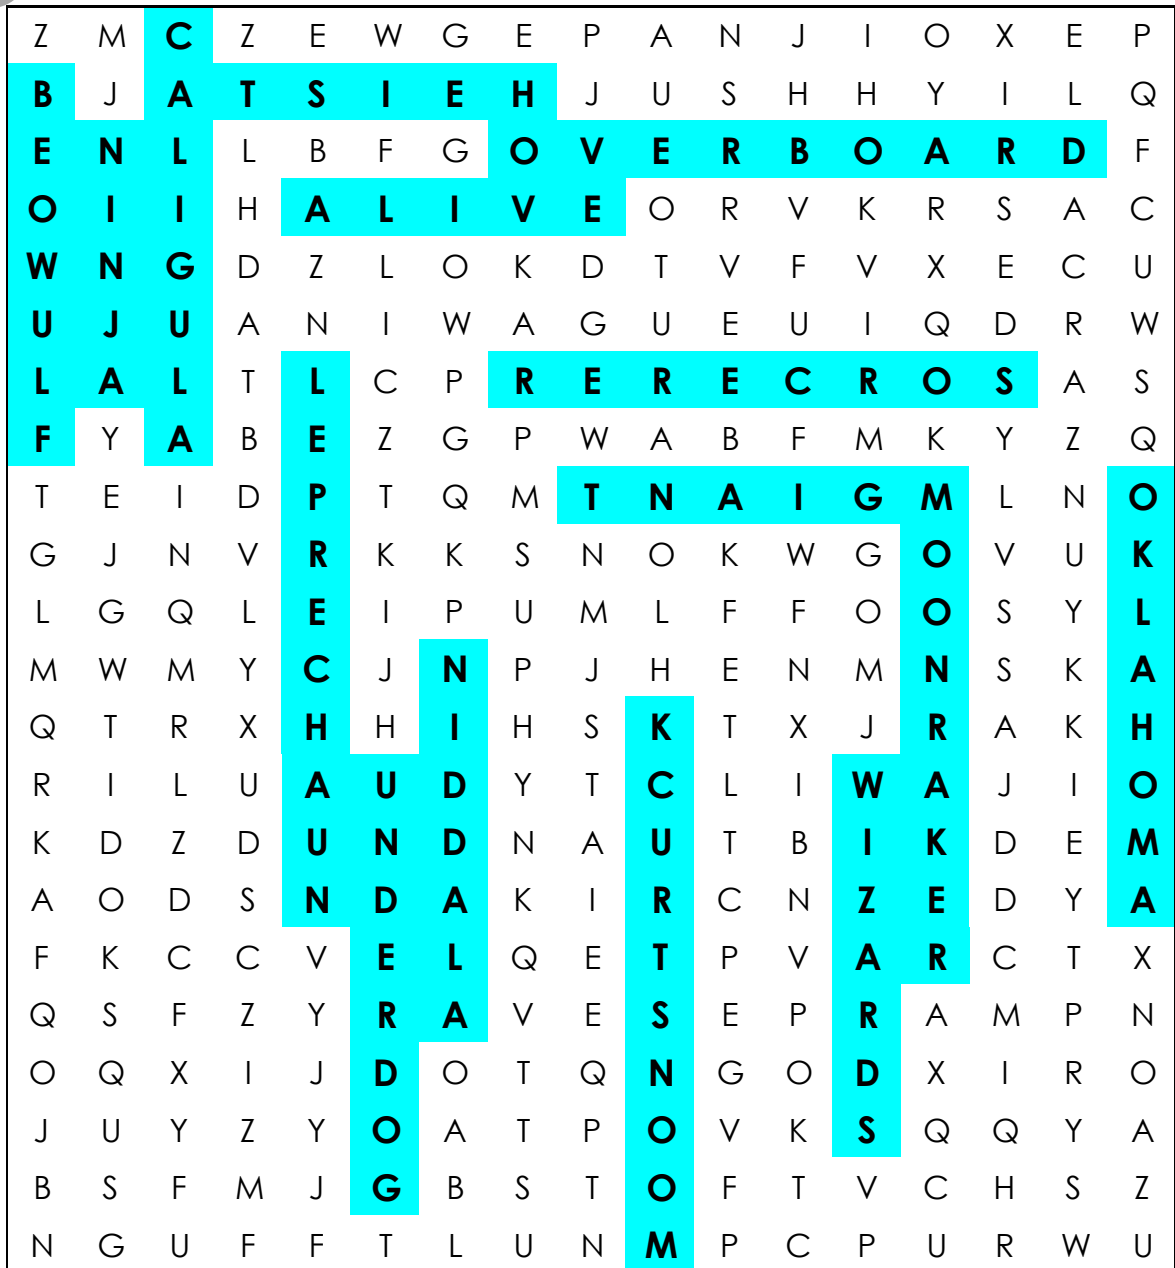 Z M C Z E W G E P A N J I O X E P
B J A T S I E H J U S H H Y I L Q
E N L L B F G O V E R B O A R D F
O I I H A L I V E O R V K R S A C
W N G D Z L O K D T V F V X E C U
U J U A N I W A G U E U I Q D R W
L A L T L C P R E R E C R O S A S
F Y A B E Z G P W A B F M K Y Z Q
T E I D P T Q M T N A I G M L N O
G J N V R K K S N O K W G O V U K
L G Q L E I P U M L F F O O S Y L
M W M Y C J N P J H E N M N S K A
Q T R X H H I H S K T X J R A K H
R I L U A U D Y T C L I W A J I O
K D Z D U N D N A U T B I K D E M
A O D S N D A K I R C N Z E D Y A
F K C C V E L Q E T P V A R C T X
Q S F Z Y R A V E S E P R A M P N
O Q X I J D O T Q N G O D X I R O
J U Y Z Y O A T P O V K S Q Q Y A
B S F M J G B S T O F T V C H S Z
N G U F F T L U N M P C P U R W U